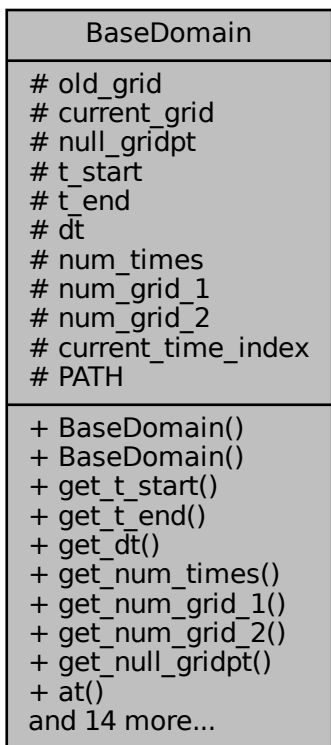 BaseDomain
# old_grid
# current_grid
# null_gridpt
# t_start
# t_end
# dt
# num_times
# num_grid_1
# num_grid_2
# current_time_index
# PATH
+ BaseDomain()
+ BaseDomain()
+ get_t_start()
+ get_t_end()
+ get_dt()
+ get_num_times()
+ get_num_grid_1()
+ get_num_grid_2()
+ get_null_gridpt()
+ at()
and 14 more...